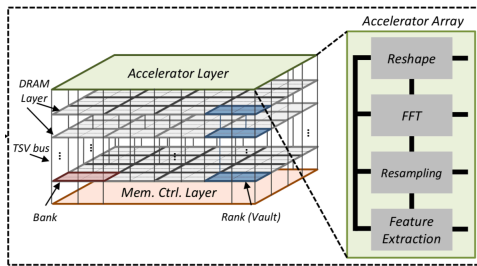 Accelerator Array
Accelerator Layer
DRAM
Layer
TSV bus
Mem. Ctrl. Layer
Bank
Rank (Vault)
Reshape
FFT
Resampling
Feature
Extraction